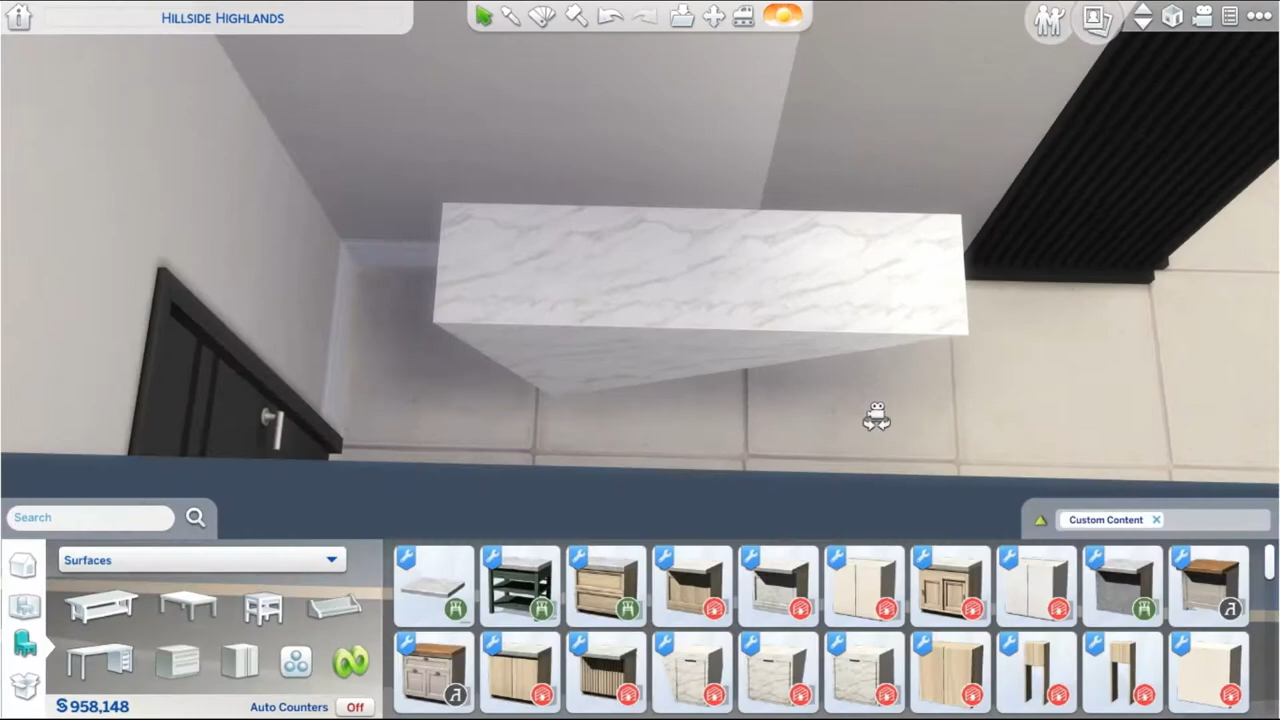 HILLSIDE HIGHLANDS
Search
Custom Content
Surfaces
§958,148
Auto Counters
Off